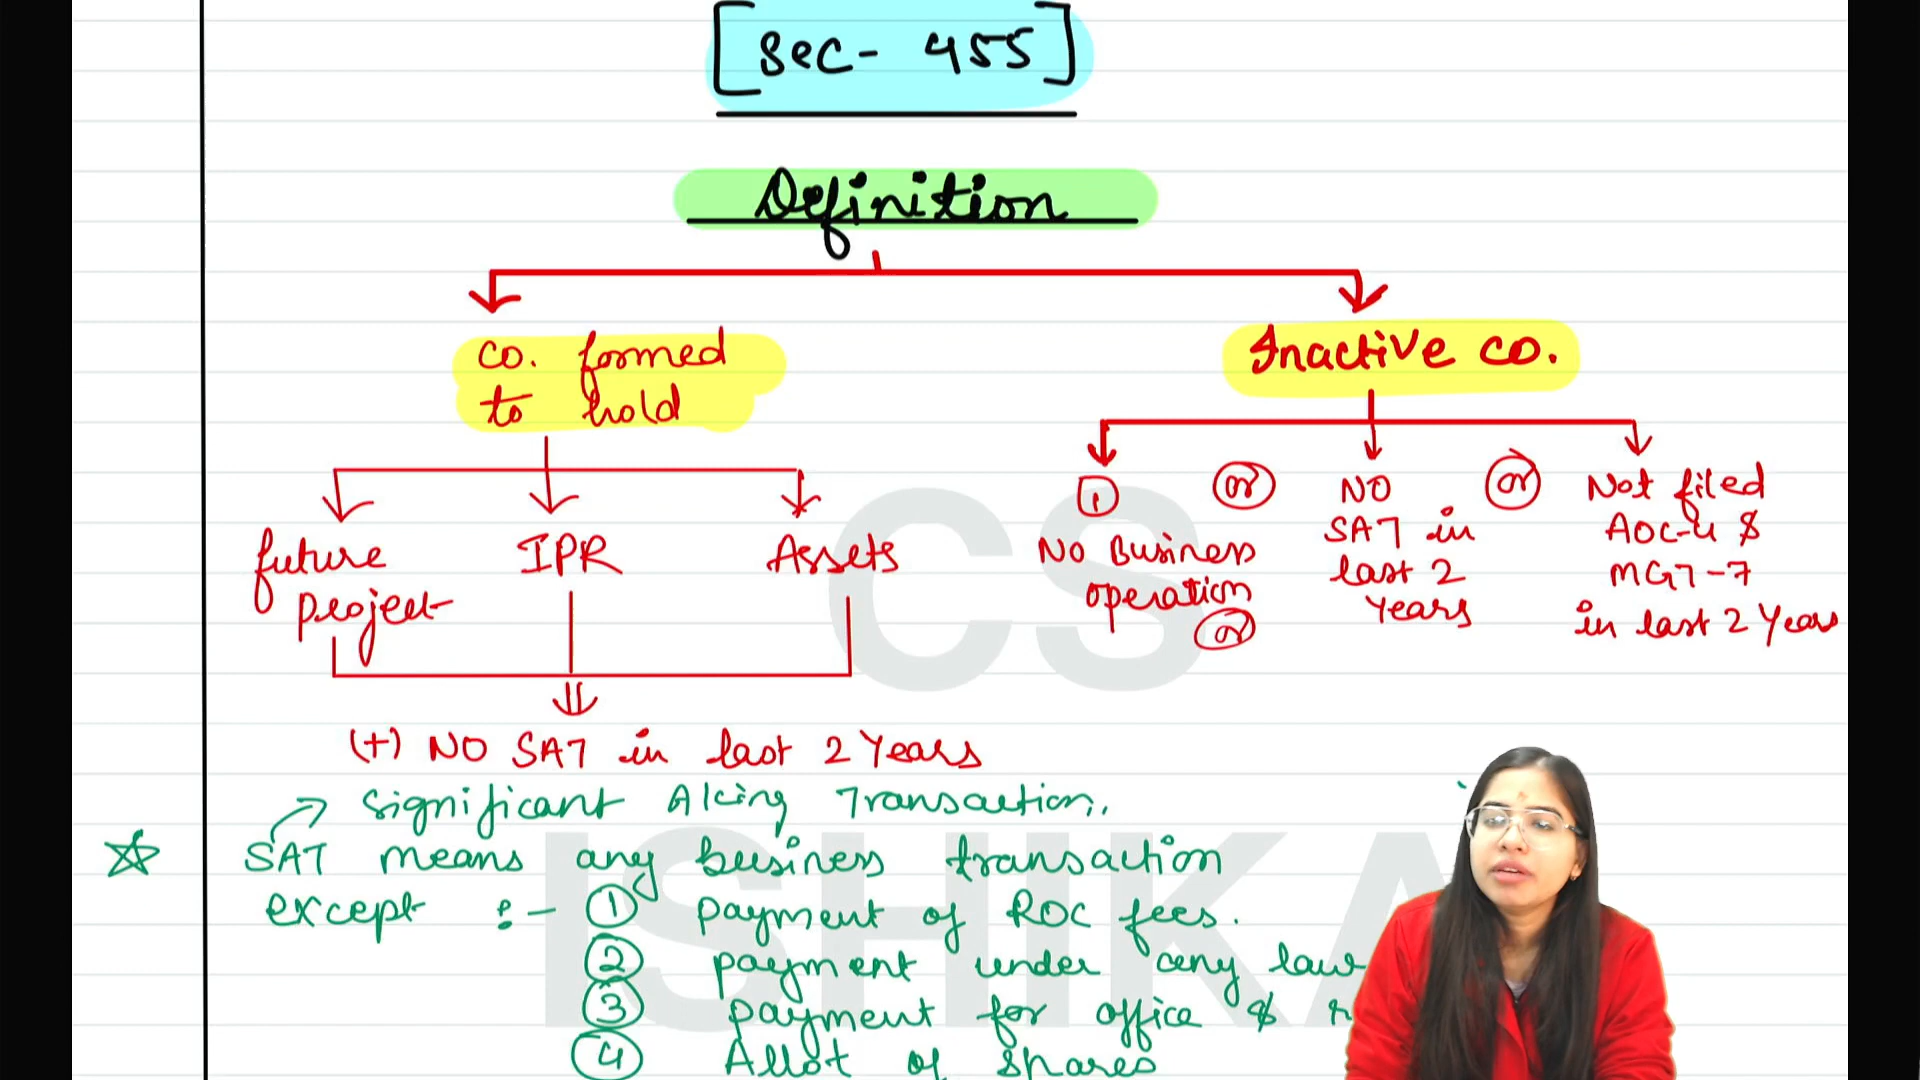 [Sec- 455]
Definition
co. formed
to hold
Inactive co.
future
project
IPR
Assets
①
No Business
operation
or
or
NO
SAT in
last 2
Years
or
Not filed
AOC-4 &
MGT-7
in last 2 Years
(+) NO SAT in last 2 Years
→ significant A/cing Transaction.
SAT means any business transaction
except :- ① payment of ROC fees.
② payment under any law
③ payment for office &
④ Allot of shares
CS
ISHIKA